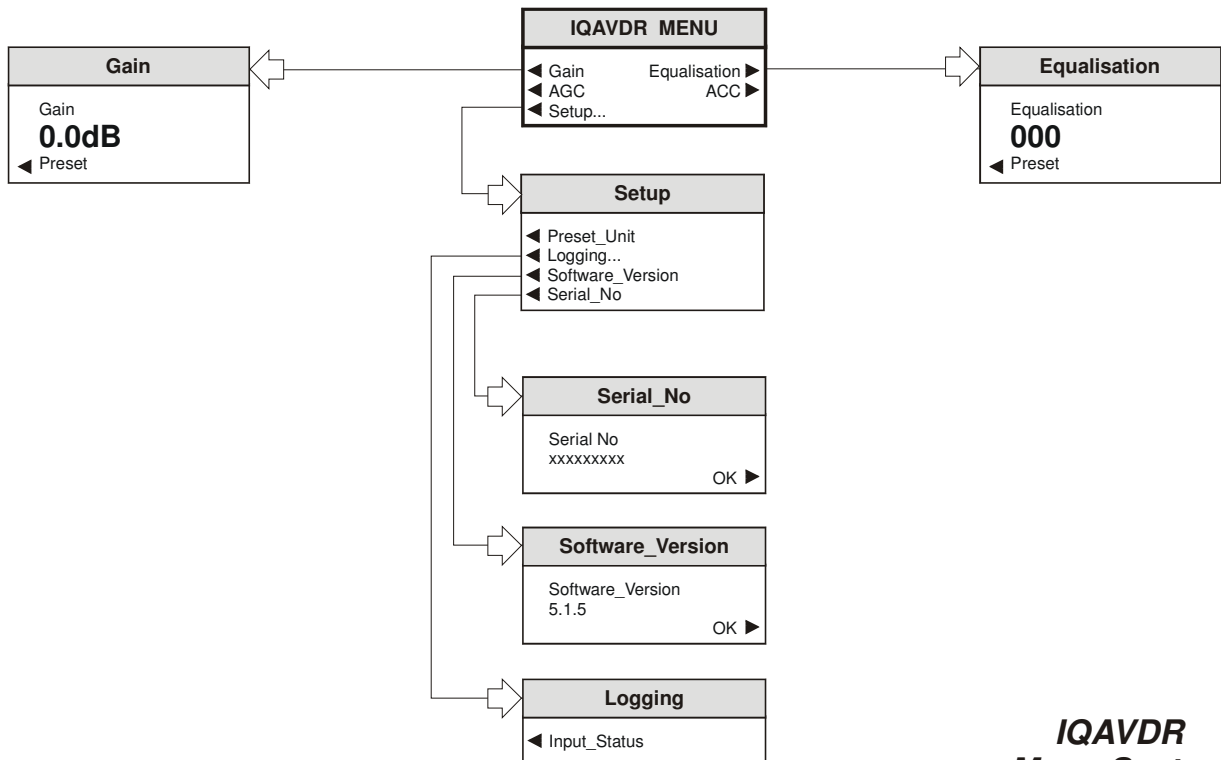 IQAVDR MENU
◀ Gain Equalisation ▶
◀ AGC ACC ▶
◀ Setup...
Gain
Gain
0.0dB
◀ Preset
Equalisation
Equalisation
000
◀ Preset
Setup
◀ Preset_Unit
◀ Logging...
◀ Software_Version
◀ Serial_No
Serial_No
Serial No
xxxxxxxxx
OK ▶
Software_Version
Software_Version
5.1.5
OK ▶
Logging
◀ Input_Status
IQAVDR